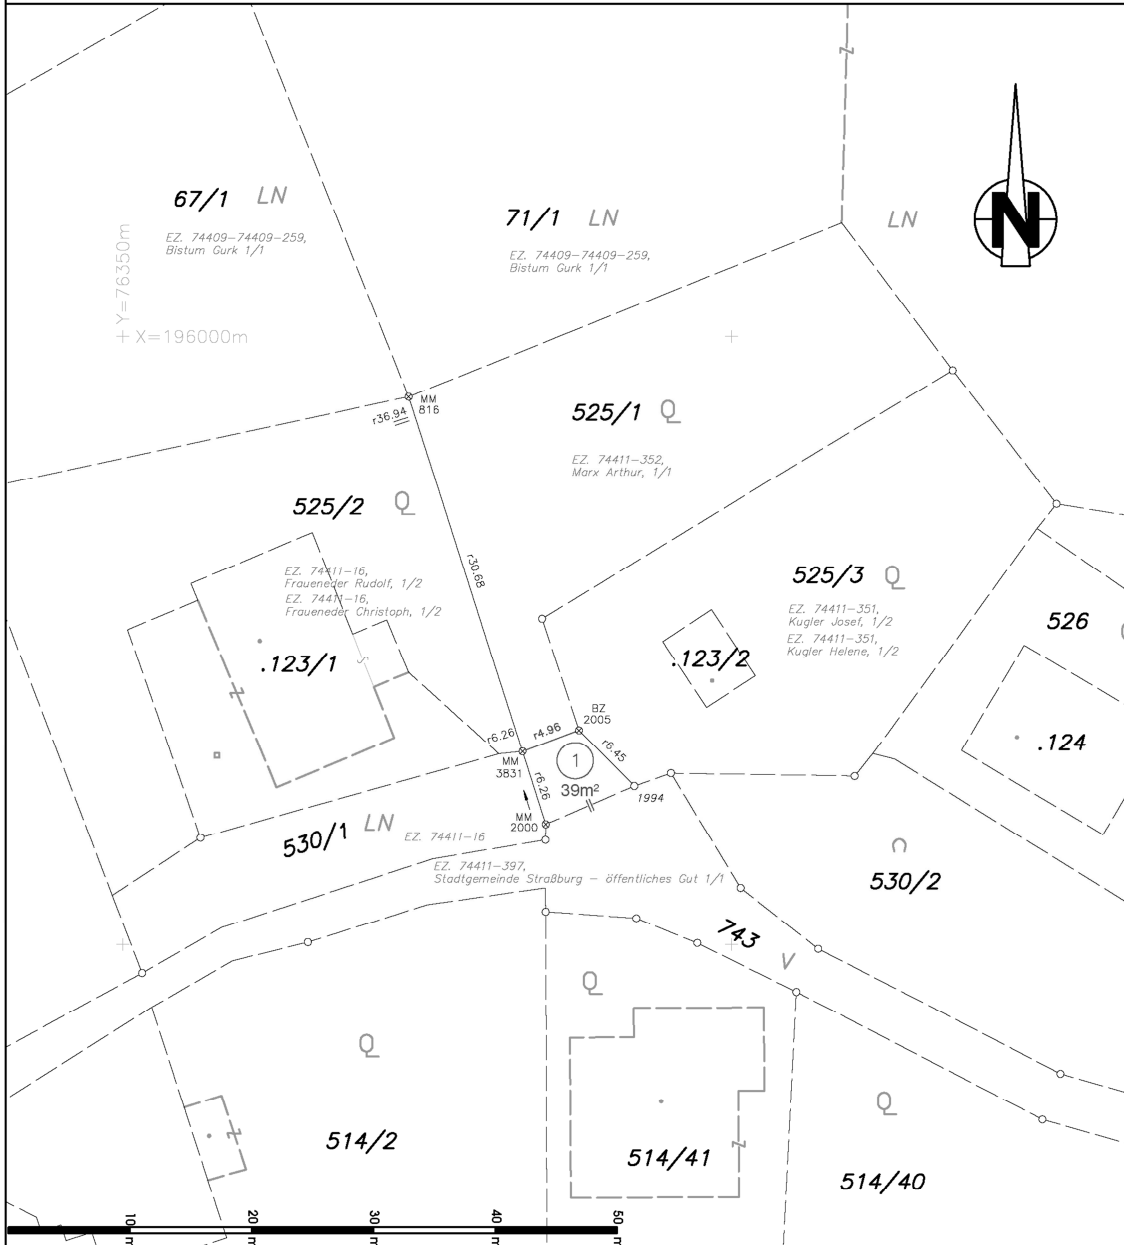 67/1 LN
EZ. 74409-74409-259,
Bistum Gurk 1/1
71/1 LN
EZ. 74409-74409-259,
Bistum Gurk 1/1
LN
N
Y=76350m
X=196000m
MM
816
r36.94
525/1 Q
EZ. 74411-352,
Marx Arthur, 1/1
525/2 Q
r30.68
EZ. 74411-16,
Fraueneder Rudolf, 1/2
EZ. 74411-16,
Fraueneder Christoph, 1/2
525/3 Q
EZ. 74411-351,
Kugler Josef, 1/2
EZ. 74411-351,
Kugler Helene, 1/2
526
.123/1
.123/2
.124
BZ
2005
r6.26
r4.96
r6.45
MM
3831
1
r6.26
39m²
1994
MM
2000
530/1 LN
EZ. 74411-16
EZ. 74411-397,
Stadtgemeinde Straßburg – öffentliches Gut 1/1
530/2
743
V
Q
Q
Q
514/2
514/41
514/40
10m
20m
30m
40m
50m